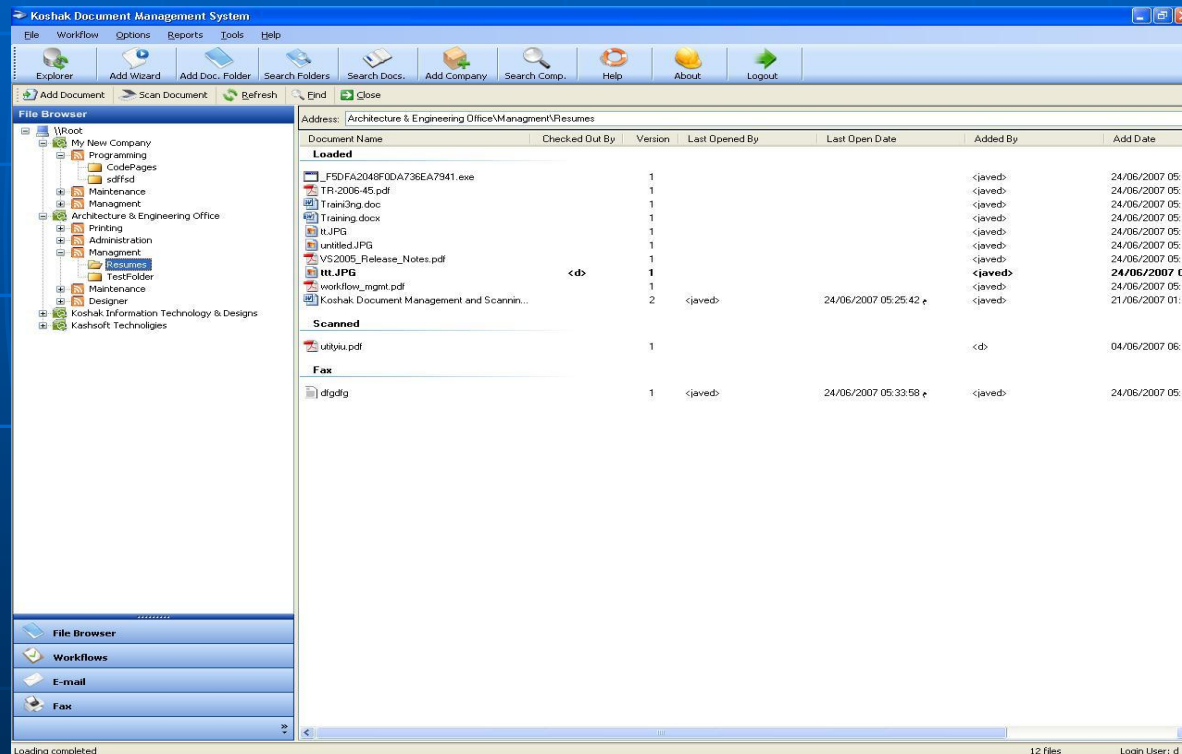 Koshak Document Management System
File Workflow Options Reports Tools Help
Explorer Add Wizard Add Doc. Folder Search Folders Search Docs. Add Company Search Comp. Help About Logout
Add Document Scan Document Refresh Find Close
File Browser
Address: Architecture & Engineering Office\Managment\Resumes
\\Root
My New Company
Programming
CodePages
sdffsd
Maintenance
Managment
Architecture & Engineering Office
Printing
Administration
Managment
Resumes
TestFolder
Maintenance
Designer
Koshak Information Technology & Designs
Kashsoft Technoligies
File Browser
Workflows
E-mail
Fax
Document Name Checked Out By Version Last Opened By Last Open Date Added By Add Date
Loaded
_F5DFA2048F0DA736EA7941.exe 1 <javed> 24/06/2007 05:
TR-2006-45.pdf 1 <javed> 24/06/2007 05:
Traini3ng.doc 1 <javed> 24/06/2007 05:
Training.docx 1 <javed> 24/06/2007 05:
tt.JPG 1 <javed> 24/06/2007 05:
untitled.JPG 1 <javed> 24/06/2007 05:
VS2005_Release_Notes.pdf 1 <javed> 24/06/2007 05:
ttt.JPG <d> 1 <javed> 24/06/2007 0
workflow_mgmt.pdf 1 <javed> 24/06/2007 05:
Koshak Document Management and Scannin... 2 <javed> 24/06/2007 05:25:42 م <javed> 21/06/2007 01:
Scanned
utityiu.pdf 1 <d> 04/06/2007 06:
Fax
dfgdfg 1 <javed> 24/06/2007 05:33:58 م <javed> 24/06/2007 05:
Loading completed 12 files Login User: d